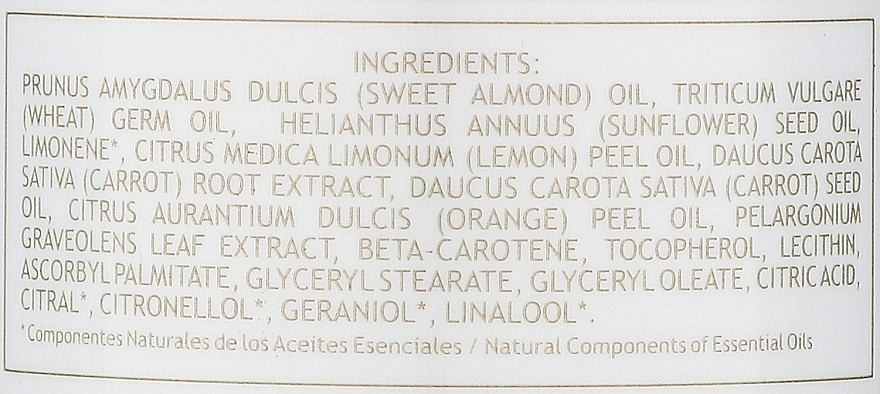 INGREDIENTS:
PRUNUS AMYGDALUS DULCIS (SWEET ALMOND) OIL, TRITICUM VULGARE
(WHEAT) GERM OIL, HELIANTHUS ANNUUS (SUNFLOWER) SEED OIL,
LIMONENE*, CITRUS MEDICA LIMONUM (LEMON) PEEL OIL, DAUCUS CAROTA
SATIVA (CARROT) ROOT EXTRACT, DAUCUS CAROTA SATIVA (CARROT) SEED
OIL, CITRUS AURANTIUM DULCIS (ORANGE) PEEL OIL, PELARGONIUM
GRAVEOLENS LEAF EXTRACT, BETA-CAROTENE, TOCOPHEROL, LECITHIN,
ASCORBYL PALMITATE, GLYCERYL STEARATE, GLYCERYL OLEATE, CITRIC ACID,
CITRAL*, CITRONELLOL*, GERANIOL*, LINALOOL*.
*Componentes Naturales de los Aceites Esenciales / Natural Components of Essential Oils